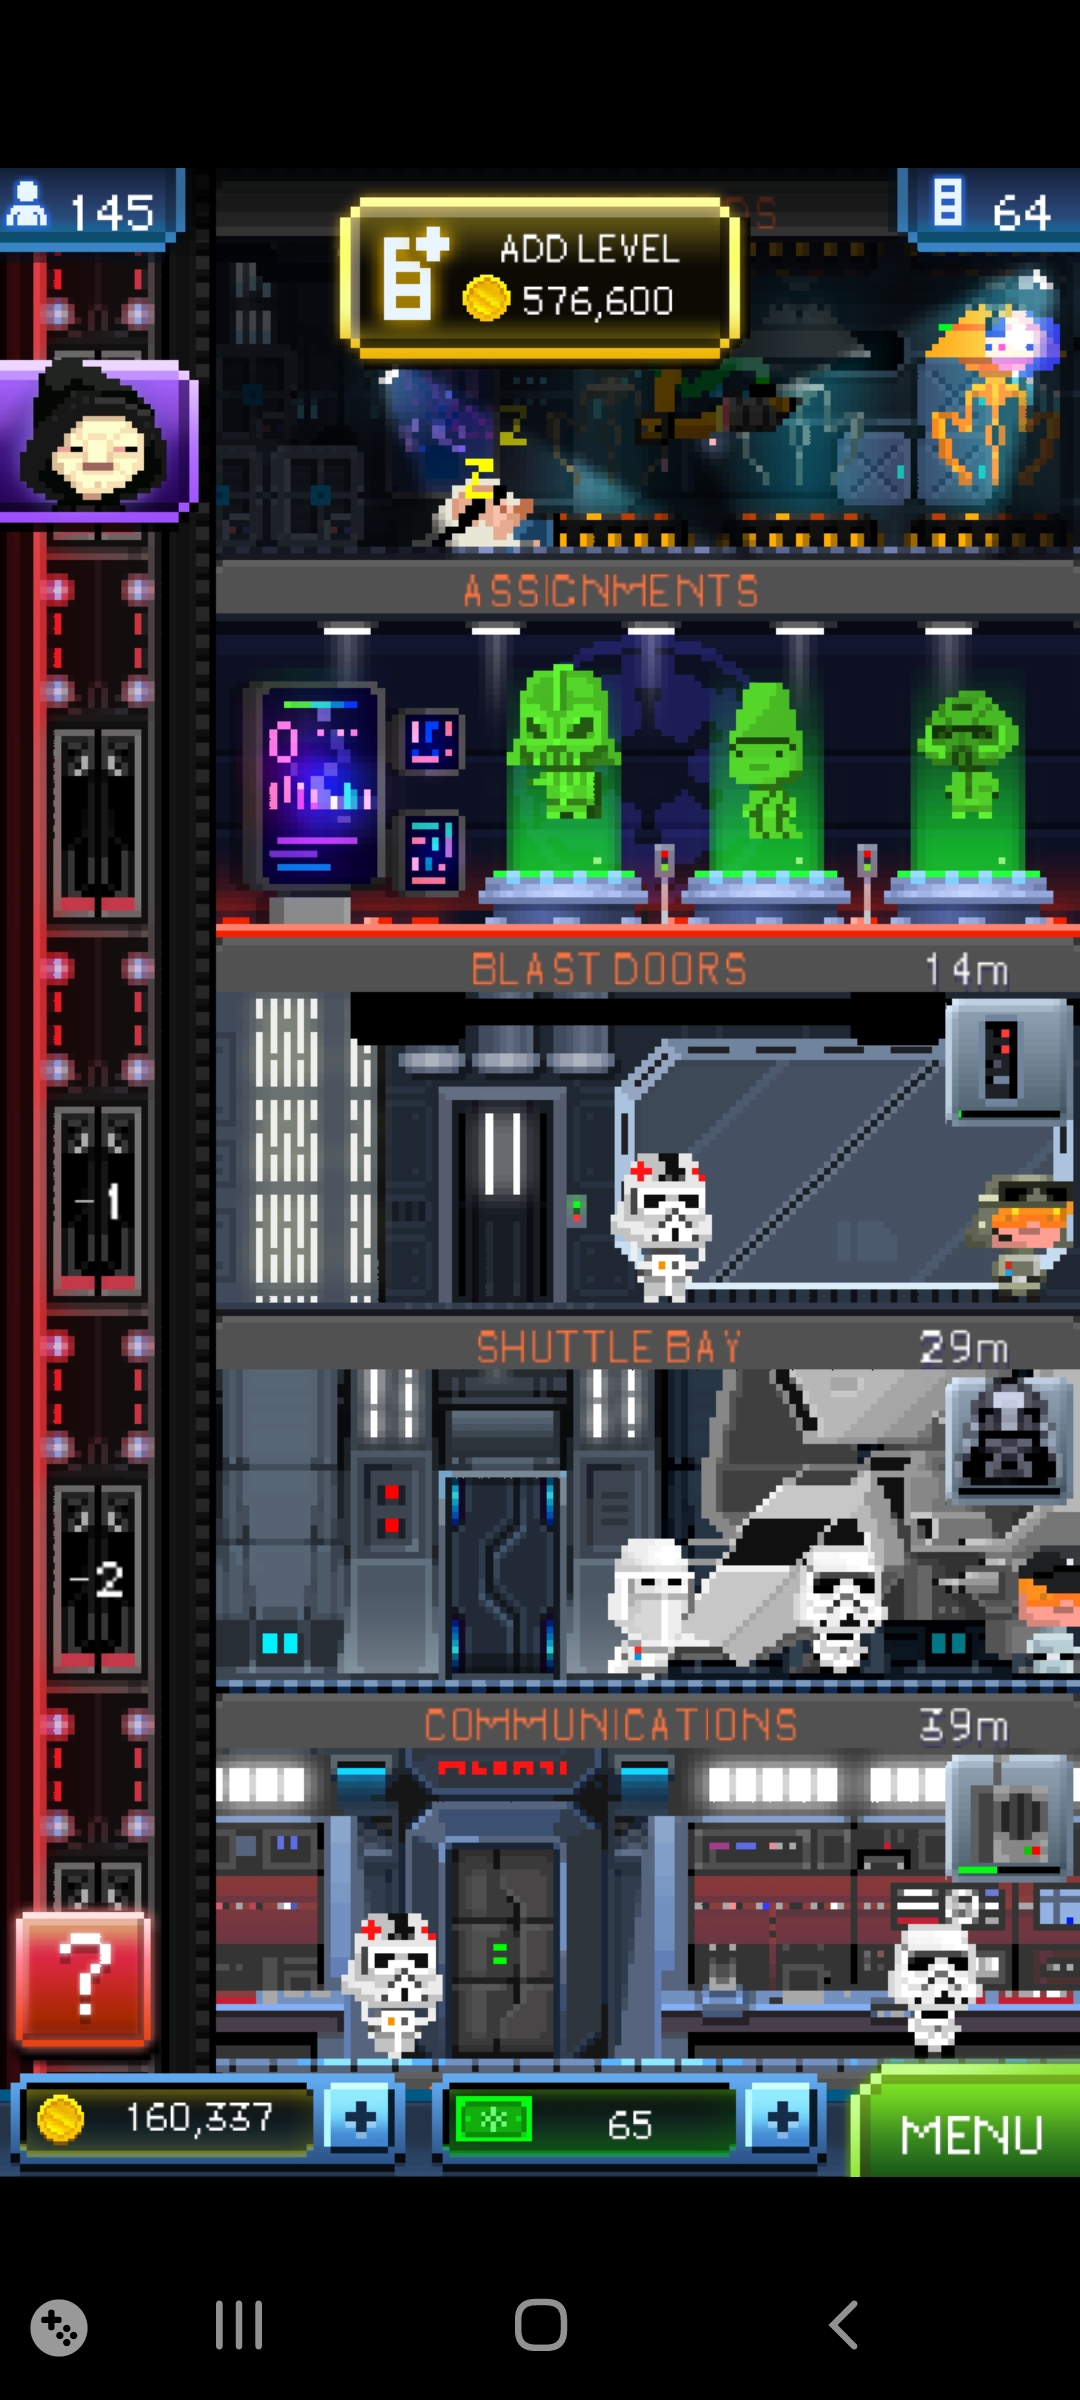 145
64
ADD LEVEL
576,600
Z
Z
ASSIGNMENTS
BLAST DOORS
14m
-1
SHUTTLE BAY
29m
-2
COMMUNICATIONS
39m
?
160,337
+
65
+
MENU